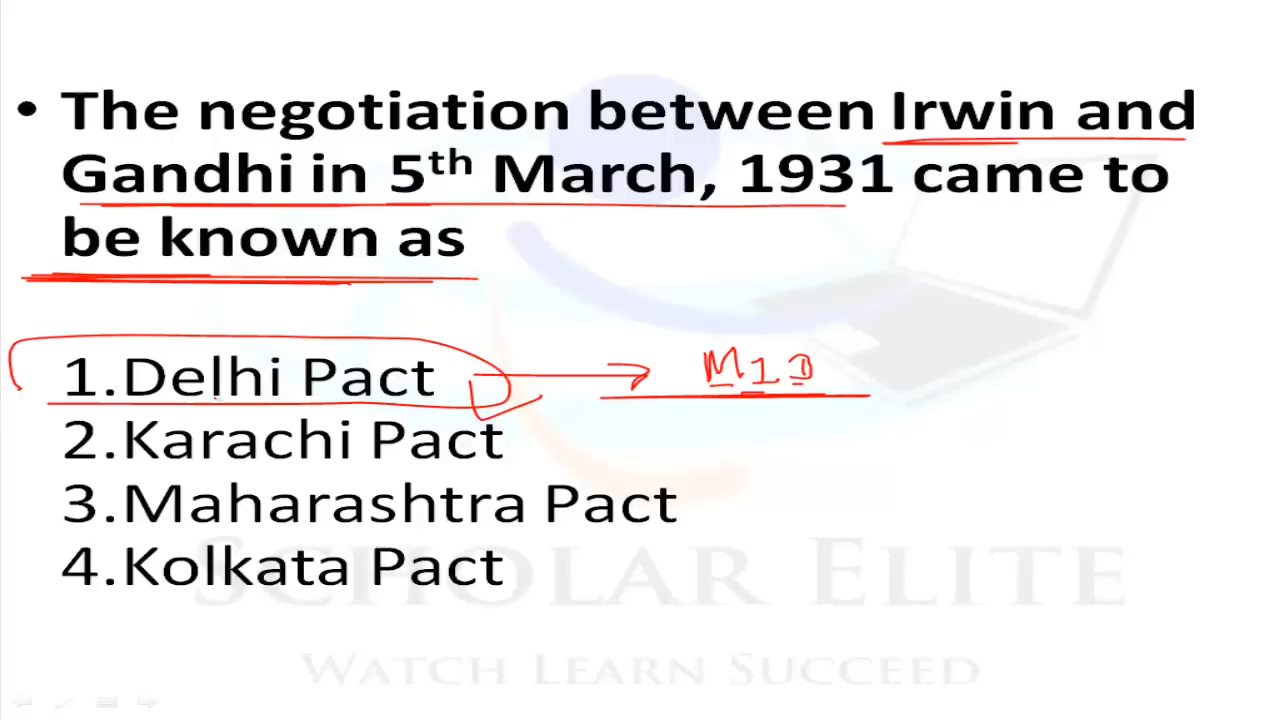 • The negotiation between Irwin and
Gandhi in 5th March, 1931 came to
be known as
1.Delhi Pact
2.Karachi Pact
3.Maharashtra Pact
4.Kolkata Pact
SCHOLAR ELITE
WATCH LEARN SUCCEED